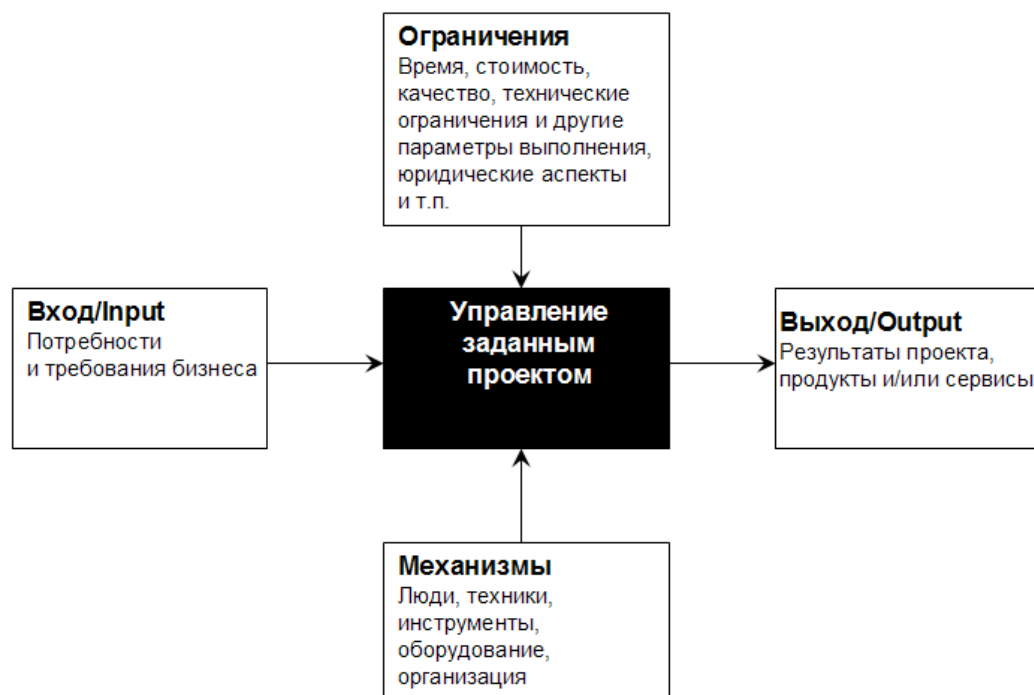 Ограничения
Время, стоимость,
качество, технические
ограничения и другие
параметры выполнения,
юридические аспекты
и т.п.
Вход/Input
Потребности
и требования бизнеса
Управление
заданным
проектом
Выход/Output
Результаты проекта,
продукты и/или сервисы
Механизмы
Люди, техники,
инструменты,
оборудование,
организация